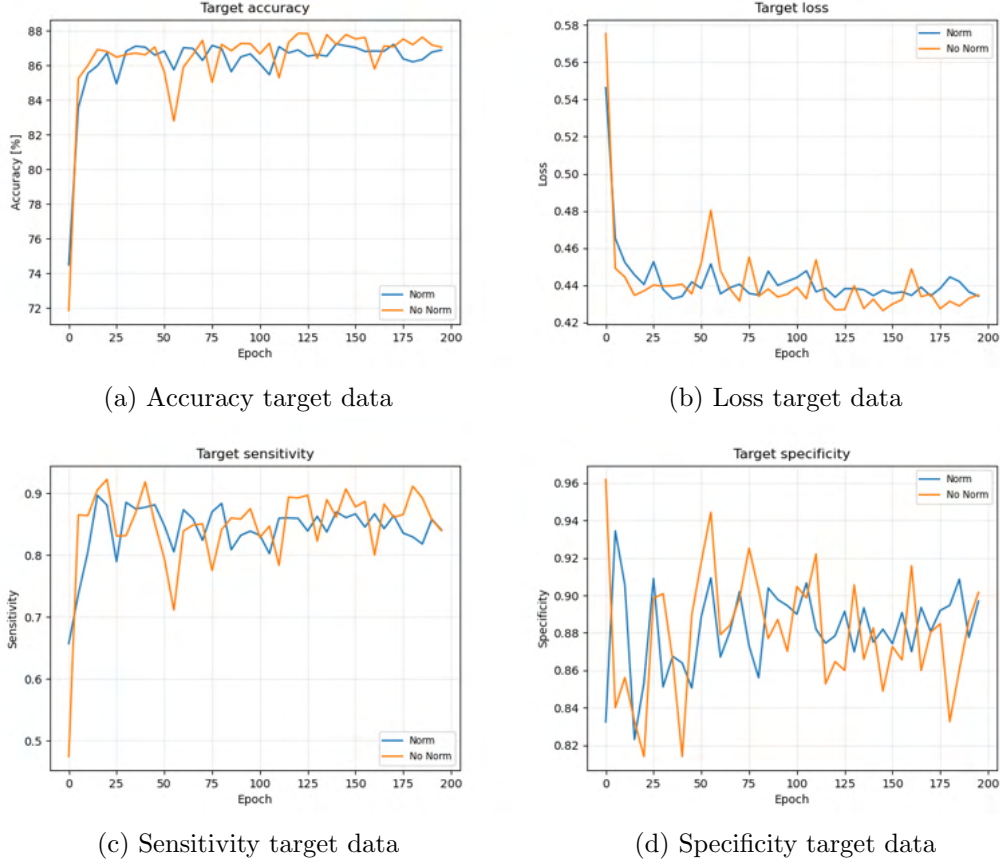 Target accuracy
88
86
84
82
80
78
76
74
72
Accuracy [%]
Norm
No Norm
0 25 50 75 100 125 150 175 200
Epoch
(a) Accuracy target data
Target loss
0.58
0.56
0.54
0.52
0.50
0.48
0.46
0.44
0.42
Loss
Norm
No Norm
0 25 50 75 100 125 150 175 200
Epoch
(b) Loss target data
Target sensitivity
0.9
0.8
0.7
0.6
0.5
Sensitivity
Norm
No Norm
0 25 50 75 100 125 150 175 200
Epoch
(c) Sensitivity target data
Target specificity
0.96
0.94
0.92
0.90
0.88
0.86
0.84
0.82
Specificity
Norm
No Norm
0 25 50 75 100 125 150 175 200
Epoch
(d) Specificity target data